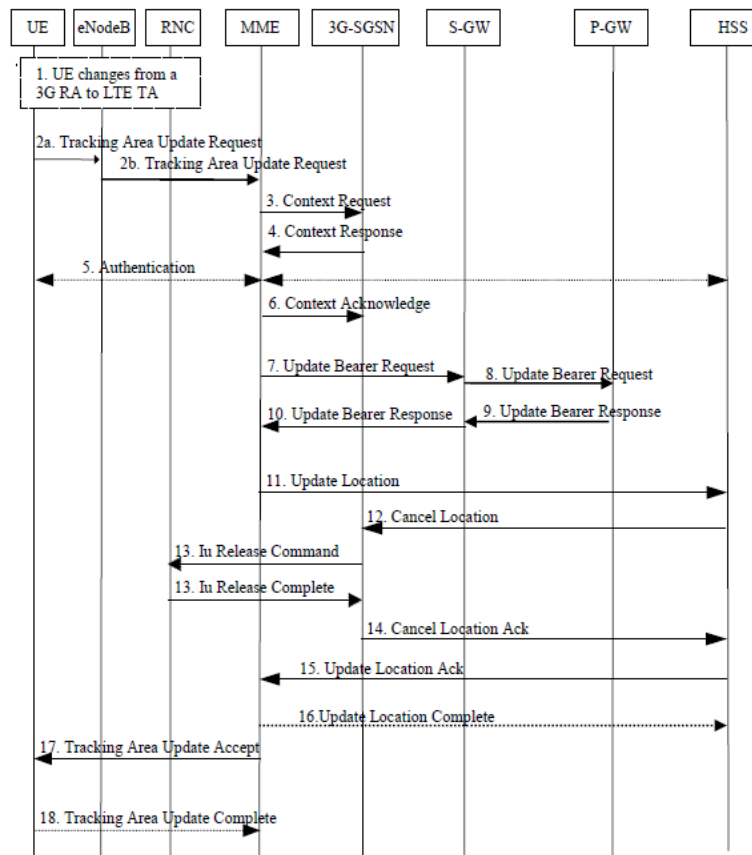 UE eNodeB RNC MME 3G-SGSN S-GW P-GW HSS
1. UE changes from a
3G RA to LTE TA
2a. Tracking Area Update Request
2b. Tracking Area Update Request
3. Context Request
4. Context Response
5. Authentication
6. Context Acknowledge
7. Update Bearer Request
8. Update Bearer Request
9. Update Bearer Response
10. Update Bearer Response
11. Update Location
12. Cancel Location
13. Iu Release Command
13. Iu Release Complete
14. Cancel Location Ack
15. Update Location Ack
16.Update Location Complete
17. Tracking Area Update Accept
18. Tracking Area Update Complete